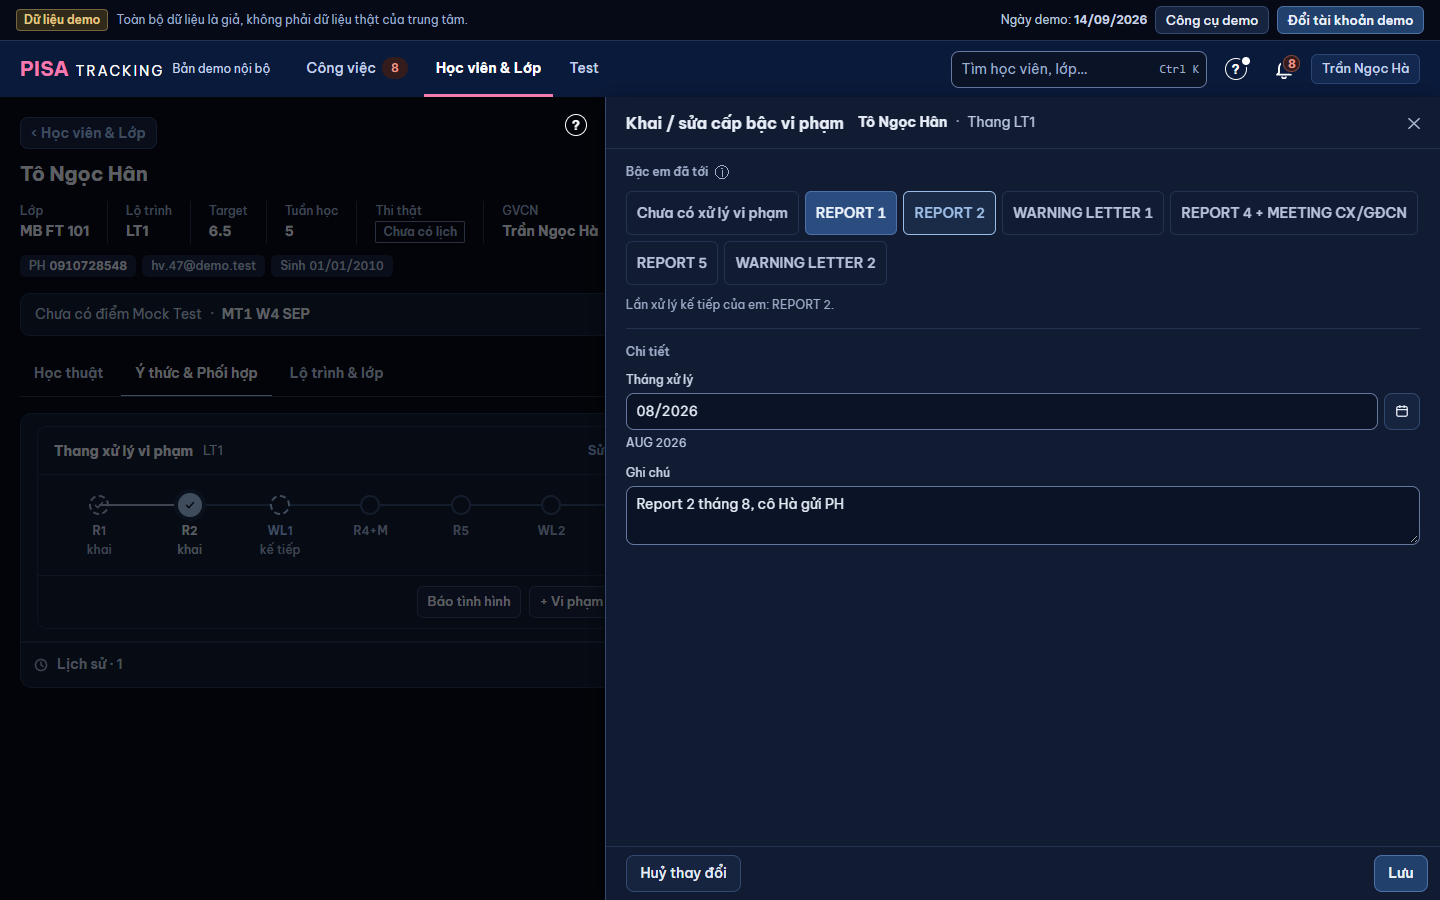 Dữ liệu demo Toàn bộ dữ liệu là giả, không phải dữ liệu thật của trung tâm. Ngày demo: 14/09/2026 Công cụ demo Đổi tài khoản demo
PISA TRACKING Bản demo nội bộ Công việc 8 Học viên & Lớp Test Tìm học viên, lớp... Ctrl K ? 8 Trần Ngọc Hà
‹ Học viên & Lớp ?
Tô Ngọc Hân
Lớp Lộ trình Target Tuần học Thi thật GVCN
MB FT 101 LT1 6.5 5 Chưa có lịch Trần Ngọc Hà
PH 0910728548 hv.47@demo.test Sinh 01/01/2010
Chưa có điểm Mock Test · MT1 W4 SEP
Học thuật Ý thức & Phối hợp Lộ trình & lớp
Thang xử lý vi phạm LT1 Sử
R1 R2 WL1 R4+M R5 WL2
khai khai kế tiếp
Báo tình hình + Vi phạm
Lịch sử · 1
Khai / sửa cấp bậc vi phạm Tô Ngọc Hân · Thang LT1
Bậc em đã tới
Chưa có xử lý vi phạm REPORT 1 REPORT 2 WARNING LETTER 1 REPORT 4 + MEETING CX/GĐCN
REPORT 5 WARNING LETTER 2
Lần xử lý kế tiếp của em: REPORT 2.
Chi tiết
Tháng xử lý
08/2026
AUG 2026
Ghi chú
Report 2 tháng 8, cô Hà gửi PH
Huỷ thay đổi Lưu